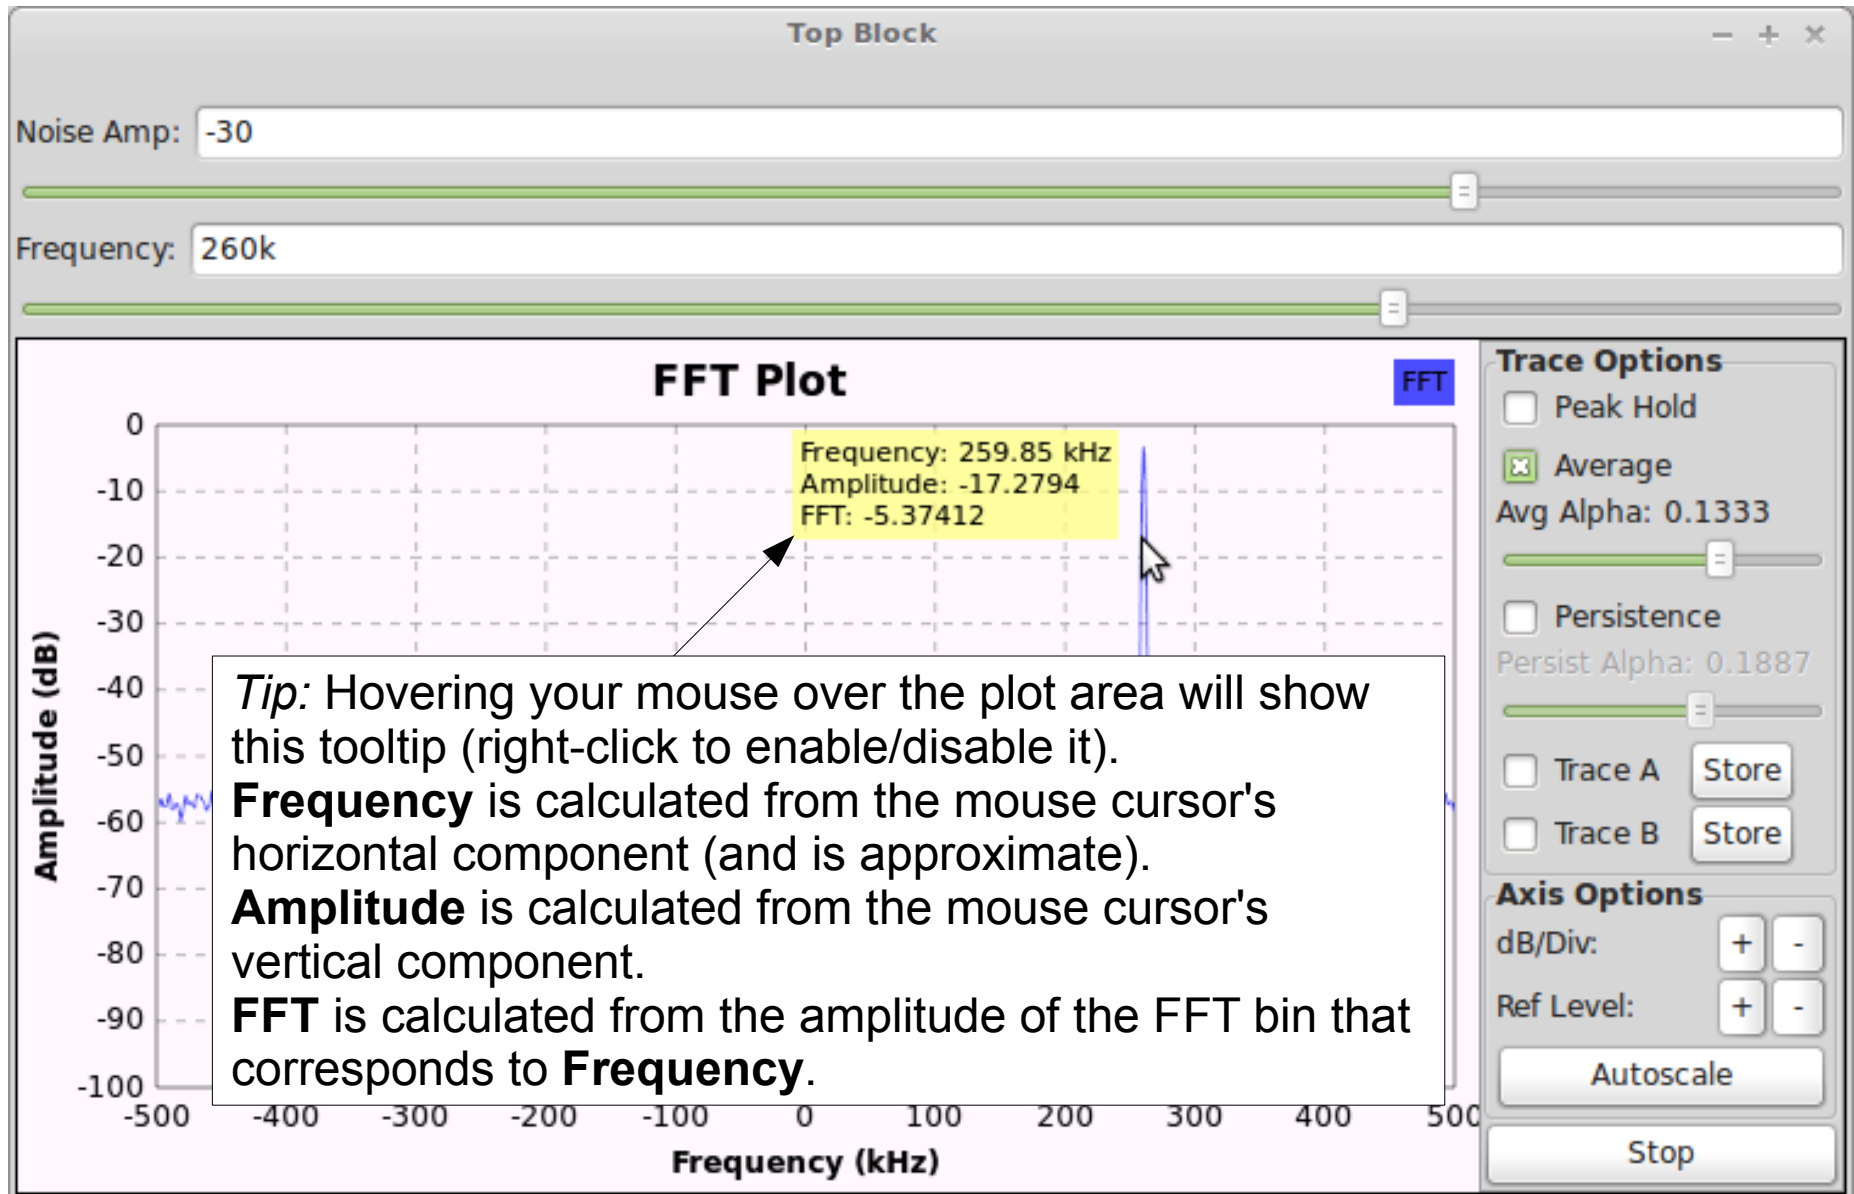 Top Block
Noise Amp: -30
Frequency: 260k
FFT Plot
FFT
0
-10
-20
-30
-40
-50
-60
-70
-80
-90
-100
Amplitude (dB)
Frequency: 259.85 kHz
Amplitude: -17.2794
FFT: -5.37412
Tip: Hovering your mouse over the plot area will show
this tooltip (right-click to enable/disable it).
Frequency is calculated from the mouse cursor's
horizontal component (and is approximate).
Amplitude is calculated from the mouse cursor's
vertical component.
FFT is calculated from the amplitude of the FFT bin that
corresponds to Frequency.
-500 -400 -300 -200 -100 0 100 200 300 400 500
Frequency (kHz)
Trace Options
Peak Hold
Average
Avg Alpha: 0.1333
Persistence
Persist Alpha: 0.1887
Trace A Store
Trace B Store
Axis Options
dB/Div: + -
Ref Level: + -
Autoscale
Stop